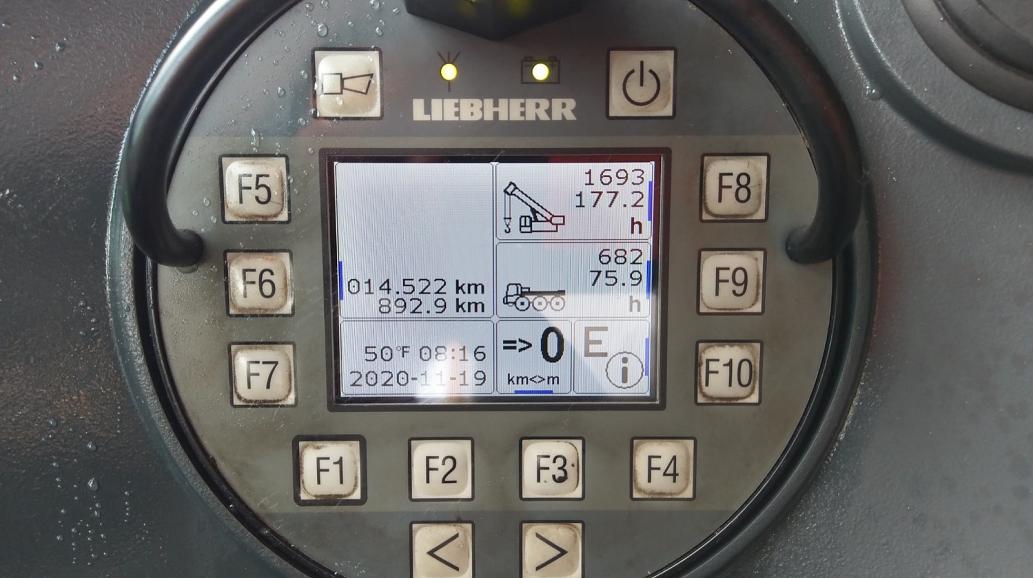 LIEBHERR
F5
F8
1693
177.2
h
F6
F9
014.522 km
892.9 km
682
75.9
h
F7
F10
50°F 08:16
2020-11-19
=> 0
km<>m
E
i
F1
F2
F3
F4
<
>